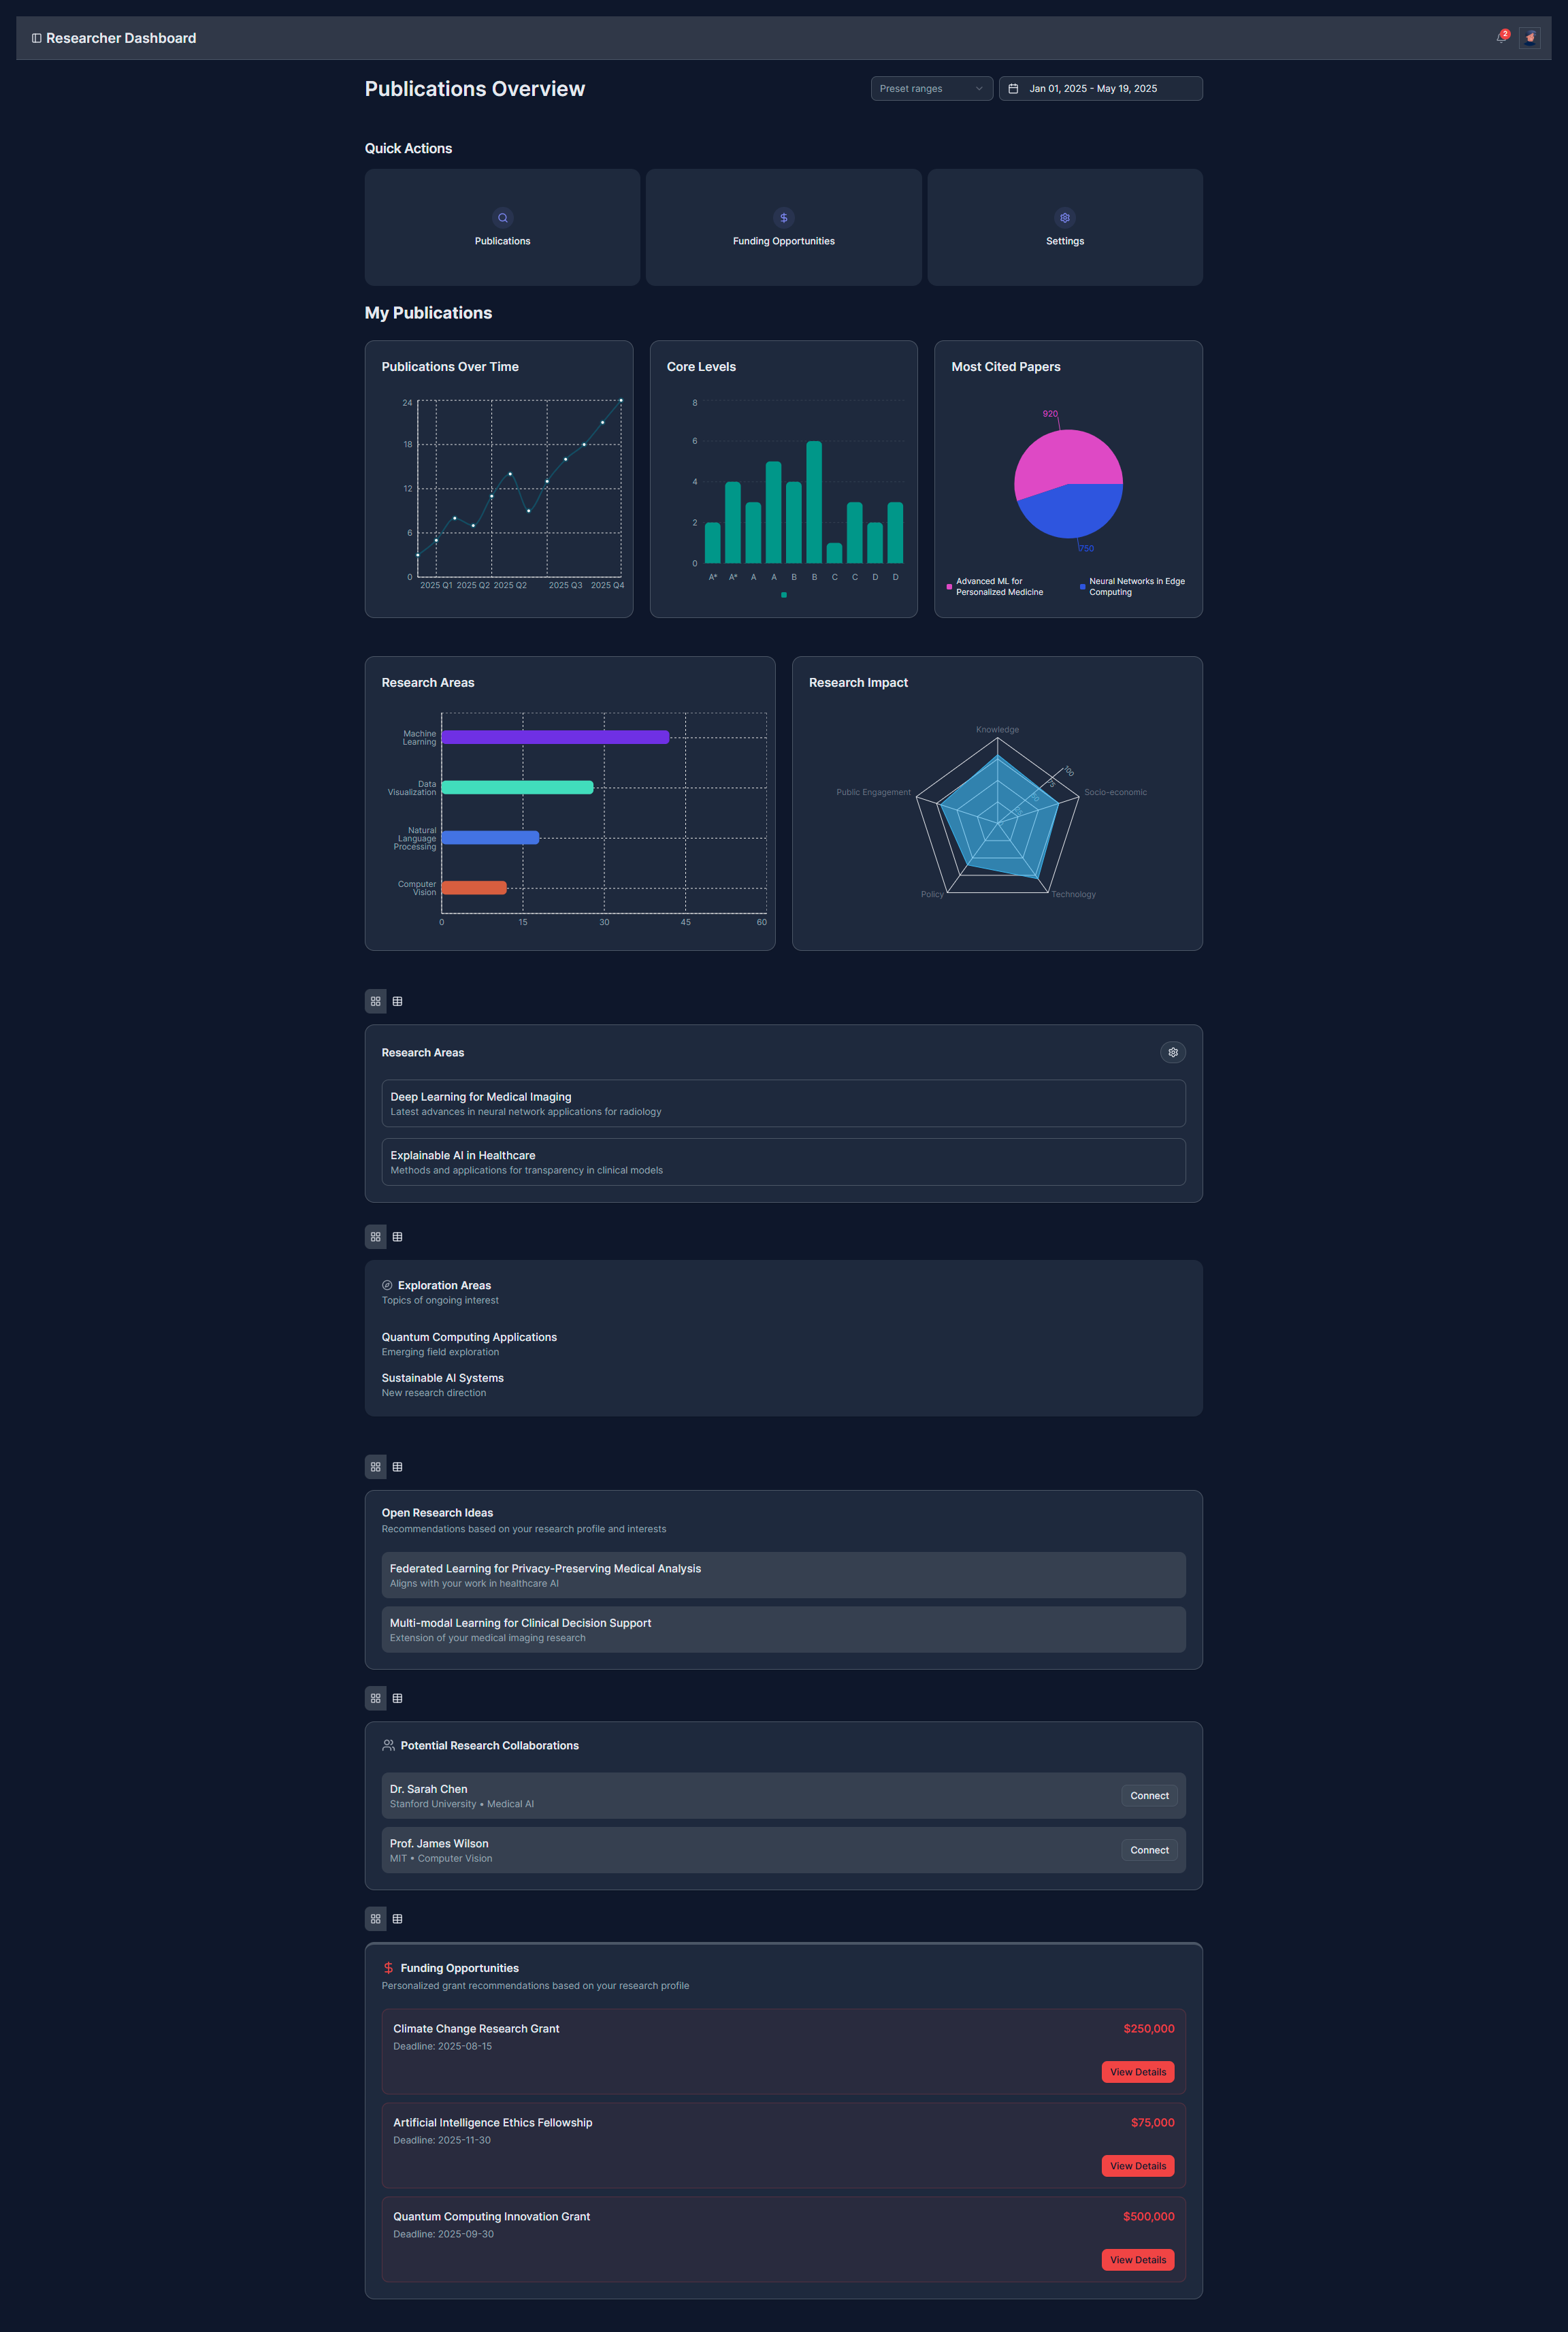 Researcher Dashboard
2
Publications Overview
Preset ranges
Jan 01, 2025 - May 19, 2025
Quick Actions
Publications
Funding Opportunities
Settings
My Publications
Publications Over Time
24
18
12
6
0
2025 Q1
2025 Q2
2025 Q2
2025 Q3
2025 Q4
Core Levels
8
6
4
2
0
A*
A*
A
A
B
B
C
C
D
D
Most Cited Papers
920
750
Advanced ML for
Personalized Medicine
Neural Networks in Edge
Computing
Research Areas
Machine
Learning
Data
Visualization
Natural
Language
Processing
Computer
Vision
0
15
30
45
60
Research Impact
Knowledge
Socio-economic
Technology
Policy
Public Engagement
100
Research Areas
Deep Learning for Medical Imaging
Latest advances in neural network applications for radiology
Explainable AI in Healthcare
Methods and applications for transparency in clinical models
Exploration Areas
Topics of ongoing interest
Quantum Computing Applications
Emerging field exploration
Sustainable AI Systems
New research direction
Open Research Ideas
Recommendations based on your research profile and interests
Federated Learning for Privacy-Preserving Medical Analysis
Aligns with your work in healthcare AI
Multi-modal Learning for Clinical Decision Support
Extension of your medical imaging research
Potential Research Collaborations
Dr. Sarah Chen
Stanford University • Medical AI
Connect
Prof. James Wilson
MIT • Computer Vision
Connect
Funding Opportunities
Personalized grant recommendations based on your research profile
Climate Change Research Grant
$250,000
Deadline: 2025-08-15
View Details
Artificial Intelligence Ethics Fellowship
$75,000
Deadline: 2025-11-30
View Details
Quantum Computing Innovation Grant
$500,000
Deadline: 2025-09-30
View Details